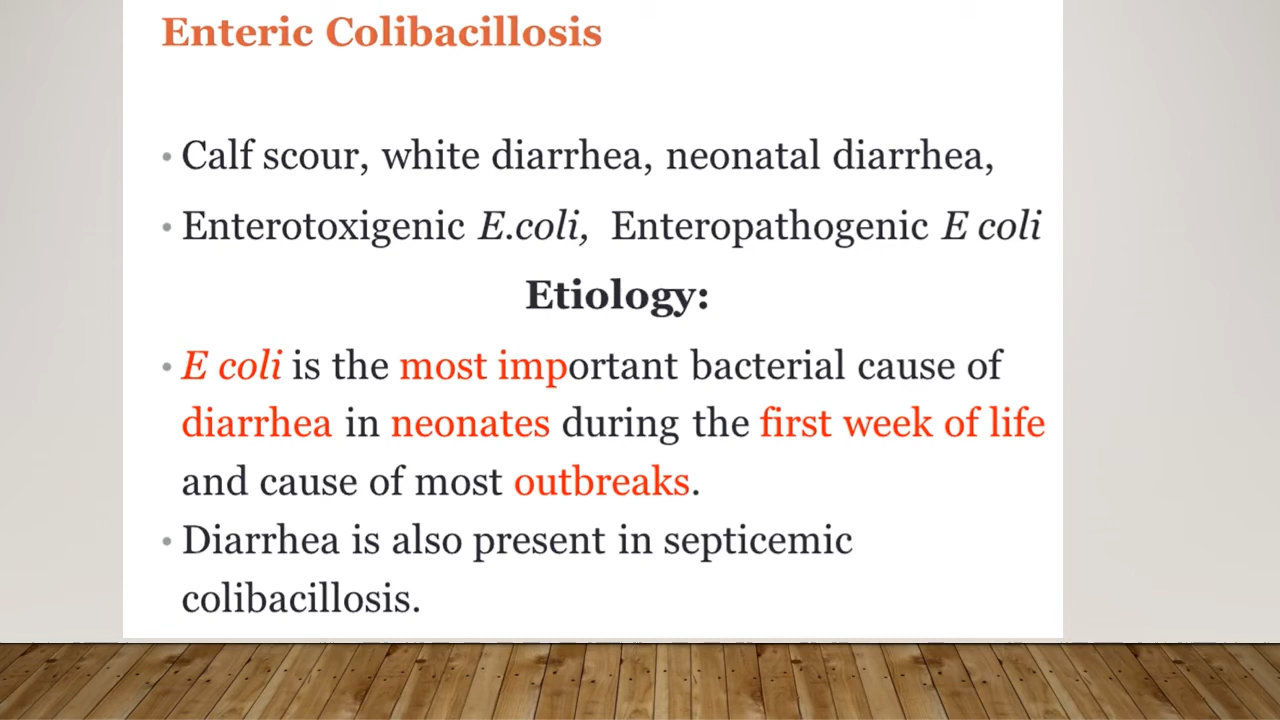 Enteric Colibacillosis
• Calf scour, white diarrhea, neonatal diarrhea,
• Enterotoxigenic E.coli, Enteropathogenic E coli
Etiology:
• E coli is the most important bacterial cause of
diarrhea in neonates during the first week of life
and cause of most outbreaks.
• Diarrhea is also present in septicemic
colibacillosis.